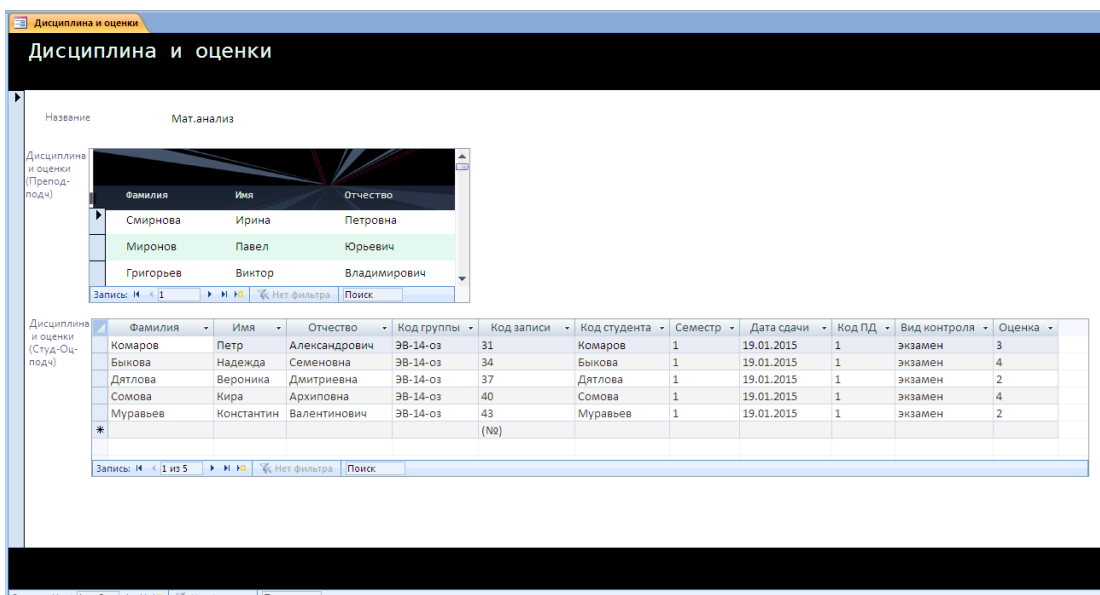 Дисциплина и оценки
Дисциплина и оценки
Название Мат.анализ
Дисциплина
и оценки
(Препод-
подч)
Фамилия Имя Отчество
Смирнова Ирина Петровна
Миронов Павел Юрьевич
Григорьев Виктор Владимирович
Запись: 1 Нет фильтра Поиск
Дисциплина
и оценки
(Студ-Оц-
подч)
Фамилия Имя Отчество Код группы Код записи Код студента Семестр Дата сдачи Код ПД Вид контроля Оценка
Комаров Петр Александрович ЭВ-14-оз 31 Комаров 1 19.01.2015 1 экзамен 3
Быкова Надежда Семеновна ЭВ-14-оз 34 Быкова 1 19.01.2015 1 экзамен 4
Дятлова Вероника Дмитриевна ЭВ-14-оз 37 Дятлова 1 19.01.2015 1 экзамен 2
Сомова Кира Архиповна ЭВ-14-оз 40 Сомова 1 19.01.2015 1 экзамен 4
Муравьев Константин Валентинович ЭВ-14-оз 43 Муравьев 1 19.01.2015 1 экзамен 2
(№)
Запись: 1 из 5 Нет фильтра Поиск